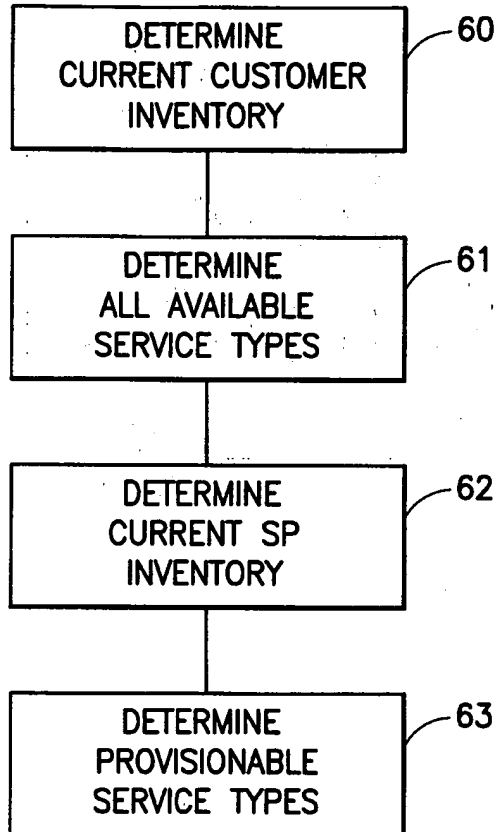 DETERMINE
CURRENT CUSTOMER
INVENTORY
60
DETERMINE
ALL AVAILABLE
SERVICE TYPES
61
DETERMINE
CURRENT SP
INVENTORY
62
DETERMINE
PROVISIONABLE
SERVICE TYPES
63